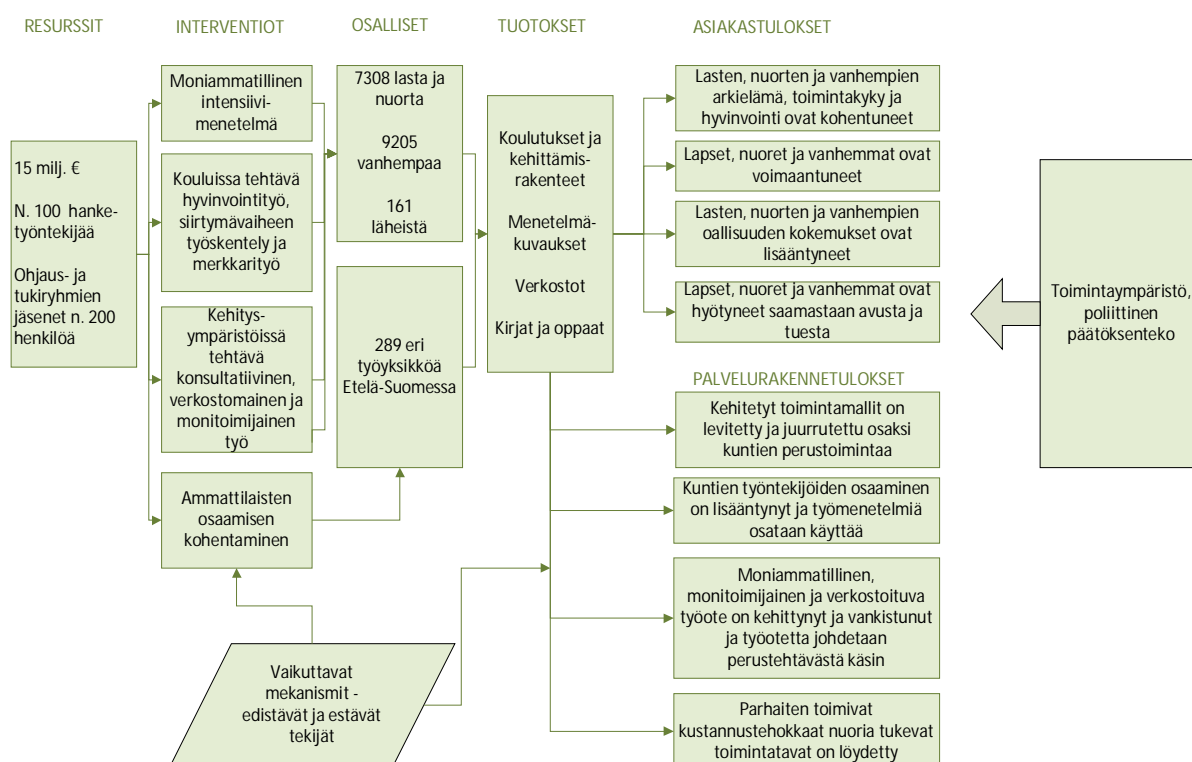 RESURSSIT
INTERVENTIOT
OSALLISET
TUOTOKSET
ASIAKASTULOKSET
15 milj. €
N. 100 hanke-
työntekijää
Ohjaus- ja
tukiryhmien
jäsenet n. 200
henkilöä
Moniammatillinen
intensiivi-
menetelmä
Kouluissa tehtävä
hyvinvointityö,
siirtymävaiheen
työskentely ja
merkkarityö
Kehitys-
ympäristöissä
tehtävä
konsultatiivinen,
verkostomainen ja
monitoimijainen
työ
Ammattilaisten
osaamisen
kohentaminen
7308 lasta ja
nuorta
9205
vanhempaa
161
läheistä
289 eri
työyksikköä
Etelä-Suomessa
Koulutukset ja
kehittämis-
rakenteet
Menetelmä-
kuvaukset
Verkostot
Kirjat ja oppaat
Lasten, nuorten ja vanhempien
arkielämä, toimintakyky ja
hyvinvointi ovat kohentuneet
Lapset, nuoret ja vanhemmat ovat
voimaantuneet
Lasten, nuorten ja vanhempien
oallisuuden kokemukset ovat
lisääntyneet
Lapset, nuoret ja vanhemmat ovat
hyötyneet saamastaan avusta ja
tuesta
PALVELURAKENNETULOKSET
Kehitetyt toimintamallit on
levitetty ja juurrutettu osaksi
kuntien perustoimintaa
Kuntien työntekijöiden osaaminen
on lisääntynyt ja työmenetelmiä
osataan käyttää
Moniammatillinen,
monitoimijainen ja verkostoituva
työote on kehittynyt ja vankistunut
ja työotetta johdetaan
perustehtävästä käsin
Parhaiten toimivat
kustannustehokkaat nuoria tukevat
toimintatavat on löydetty
Toimintaympäristö,
poliittinen
päätöksenteko
Vaikuttavat
mekanismit -
edistävät ja estävät
tekijät